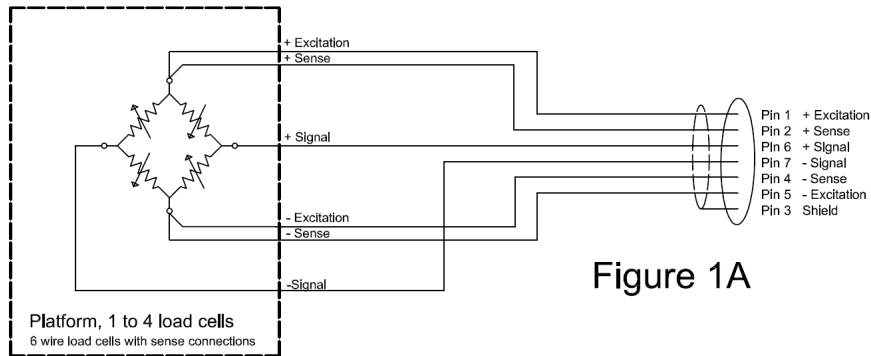 + Excitation
+ Sense
+ Signal
- Excitation
- Sense
-Signal
Pin 1 + Excitation
Pin 2 + Sense
Pin 6 + SIgnal
Pin 7 - Signal
Pin 4 - Sense
Pin 5 - Excitation
Pin 3 Shield
Figure 1A
Platform, 1 to 4 load cells
6 wire load cells with sense connections